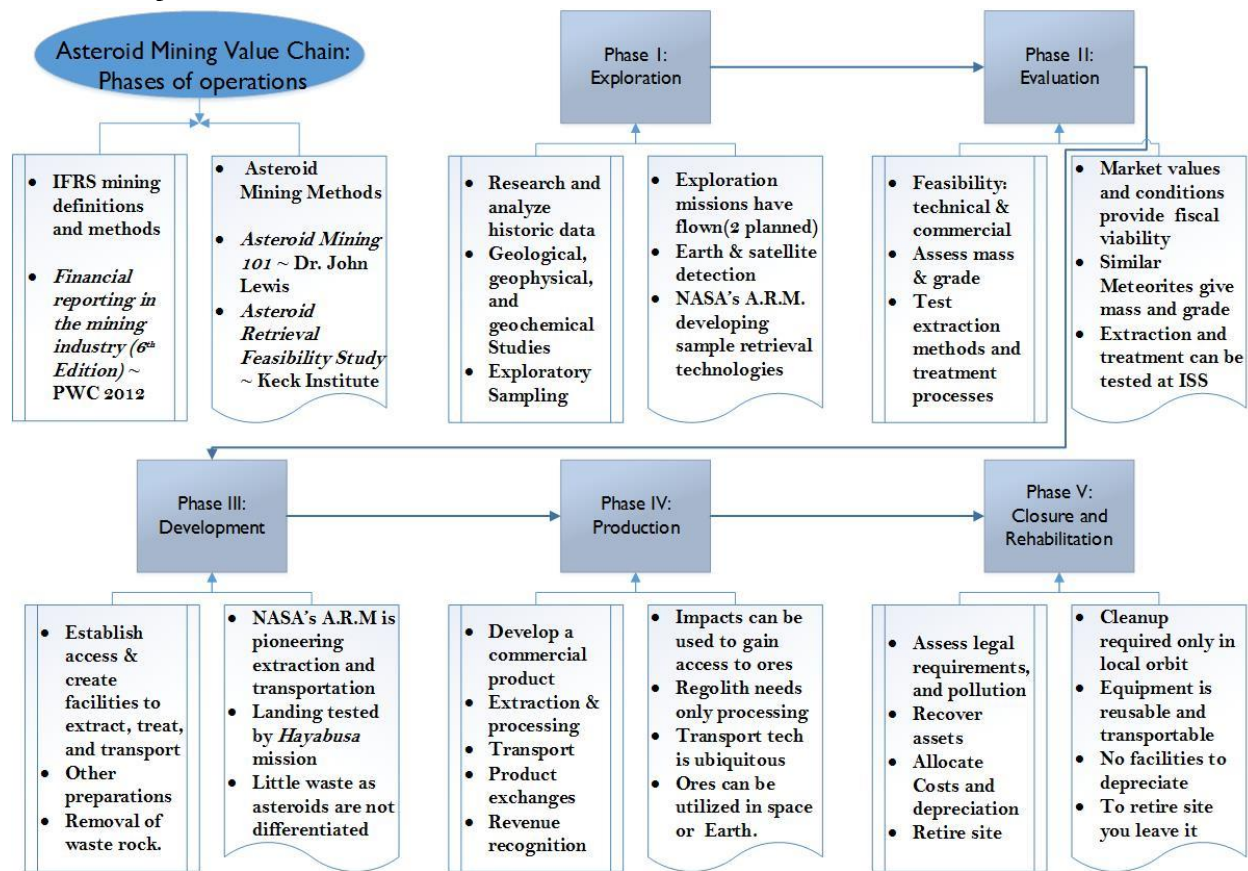 Asteroid Mining Value Chain:
Phases of operations
• IFRS mining
definitions and
methods
• Financial
reporting in
the mining
industry (6th
Edition) ~
PWC 2012
• Asteroid
Mining Methods
• Asteroid Mining
101 ~ Dr. John
Lewis
• Asteroid
Retrieval
Feasibility Study
~ Keck Institute
Phase I:
Exploration
• Research and
analyze
historic data
• Geological,
geophysical,
and
geochemical
Studies
• Exploratory
Sampling
• Exploration
missions have
flown(2 planned)
• Earth & satellite
detection
• NASA's A.R.M.
developing
sample retrieval
technologies
Phase II:
Evaluation
• Feasibility:
technical &
commercial
• Assess mass &
grade
• Test
extraction
methods and
treatment
processes
• Market values
and conditions
provide fiscal
viability
• Similar
Meteorites give
mass and grade
• Extraction and
treatment can be
tested at ISS
Phase III:
Development
• Establish
access &
create
facilities to
extract, treat,
and transport
• Other
preparations
• Removal of
waste rock.
• NASA's A.R.M is
pioneering
extraction and
transportation
• Landing tested
by Hayabusa
mission
• Little waste as
asteroids are not
differentiated
Phase IV:
Production
• Develop a
commercial
product
• Extraction &
processing
• Transport
• Product
exchanges
• Revenue
recognition
• Impacts can be
used to gain
access to ores
• Regolith needs
only processing
• Transport tech
is ubiquitous
• Ores can be
utilized in space
or Earth.
Phase V:
Closure and
Rehabilitation
• Assess legal
requirements,
and pollution
• Recover
assets
• Allocate
Costs and
depreciation
• Retire site
• Cleanup
required only in
local orbit
• Equipment is
reusable and
transportable
• No facilities to
depreciate
• To retire site
you leave it